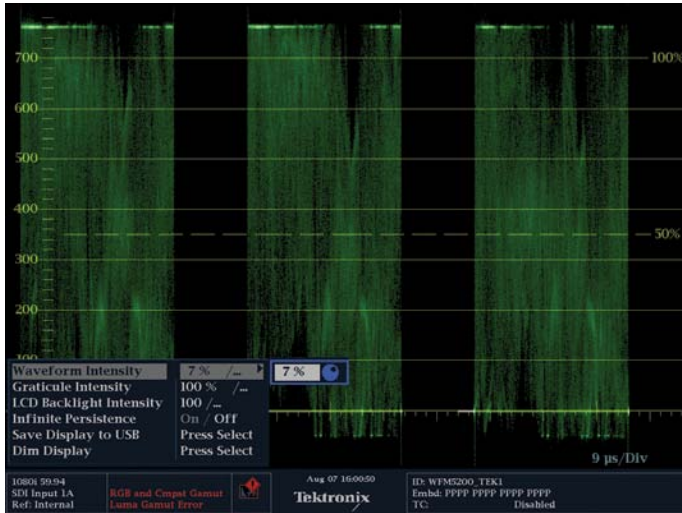 700
600
500
400
300
200
100
100%
50%
Waveform Intensity 7 % /... 7 %
Graticule Intensity 100 % /...
LCD Backlight Intensity 100 /...
Infinite Persistence On / Off
Save Display to USB Press Select
Dim Display Press Select
9 µs/Div
1080i 59.94
SDI Input 1A
Ref: Internal
RGB and Cmpst Gamut
Luma Gamut Error
Aug 07 16:00:50
Tektronix
ID: WFM5200_TEK1
Embd: PPPP PPPP PPPP PPPP
TC: Disabled